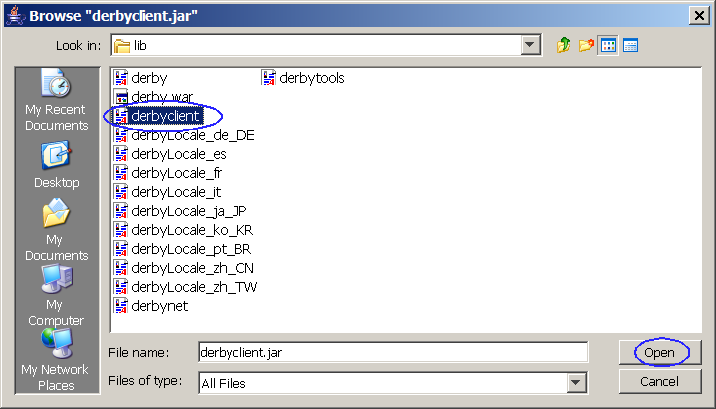 Browse "derbyclient.jar"
Look in:
lib
My Recent
Documents
Desktop
My
Documents
My
Computer
My Network
Places
derby
derby.war
derbyclient
derbyLocale_de_DE
derbyLocale_es
derbyLocale_fr
derbyLocale_it
derbyLocale_ja_JP
derbyLocale_ko_KR
derbyLocale_pt_BR
derbyLocale_zh_CN
derbyLocale_zh_TW
derbynet
derbytools
File name:
derbyclient.jar
Open
Files of type:
All Files
Cancel